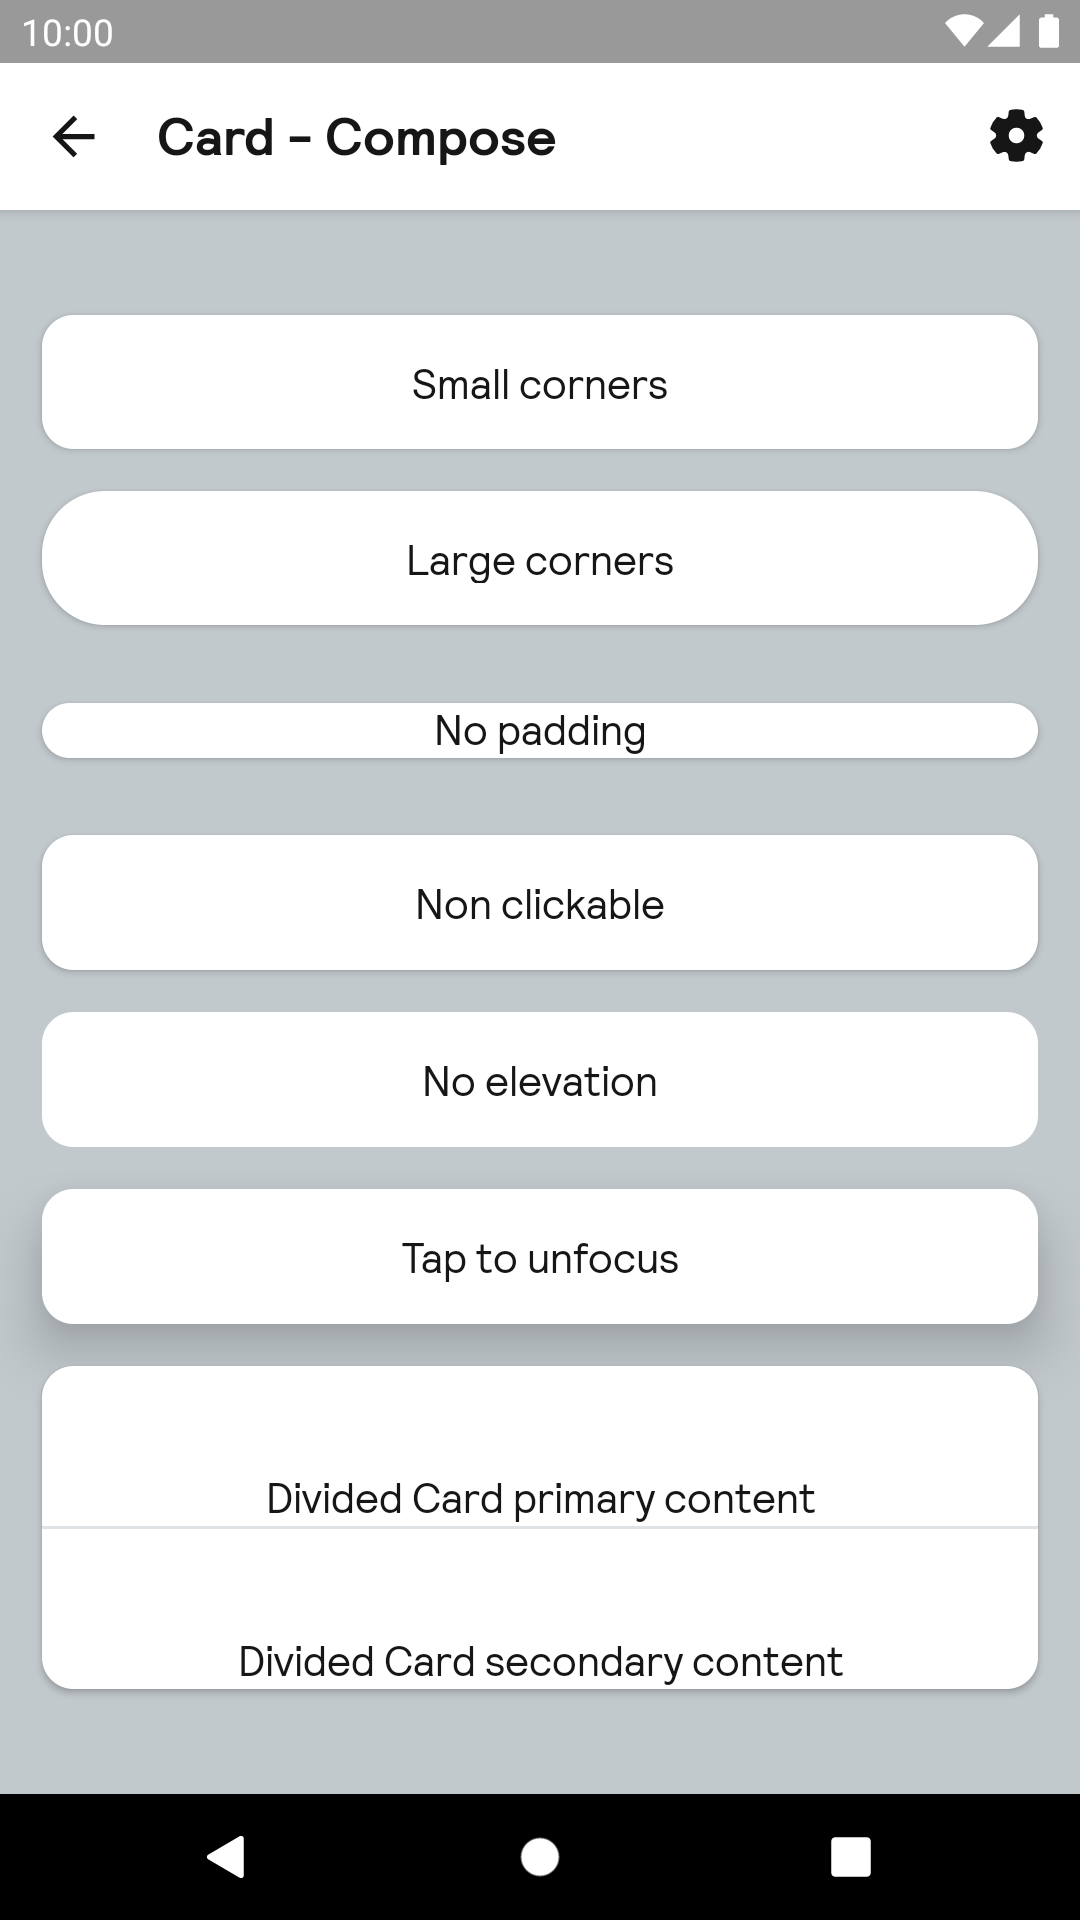 10:00
Card - Compose
Small corners
Large corners
No padding
Non clickable
No elevation
Tap to unfocus
Divided Card primary content
Divided Card secondary content